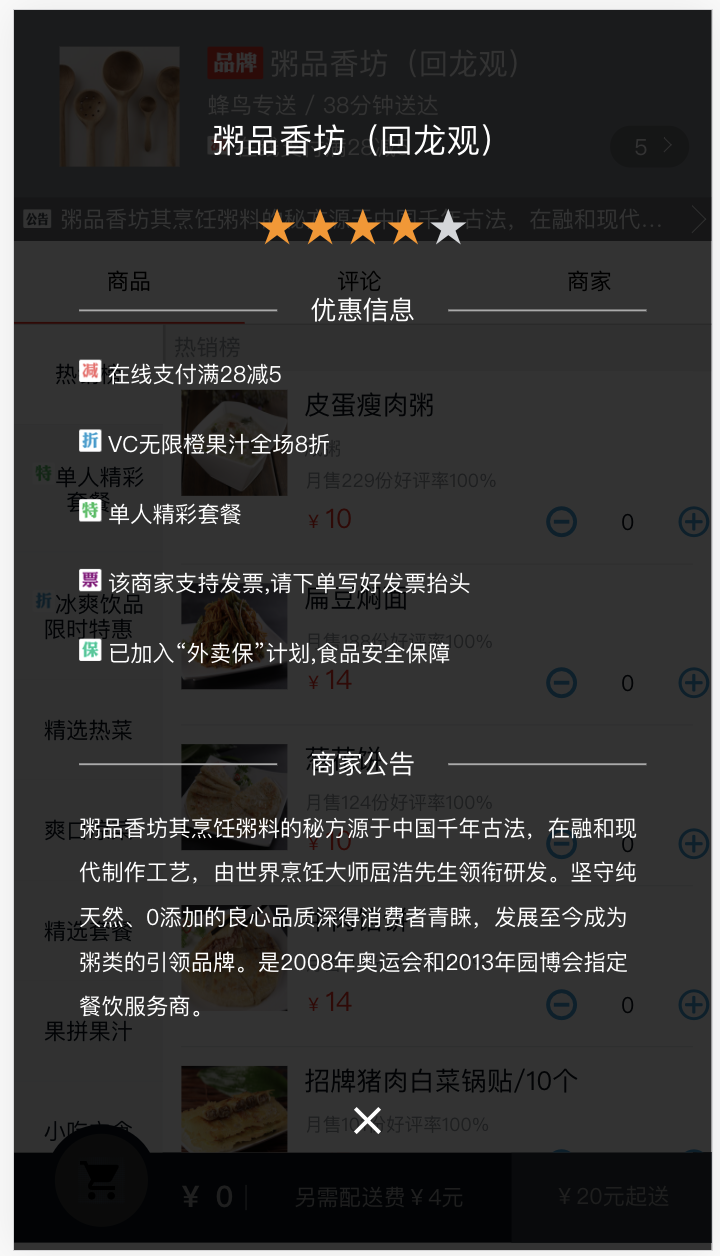 品牌 粥品香坊（回龙观）
蜂鸟专送 / 38分钟送达
粥品香坊（回龙观）
5
公告 粥品香坊其烹饪粥料的秘方源于中国千年古法，在融和现代…
商品 评论 商家
优惠信息
热销榜
减 在线支付满28减5
皮蛋瘦肉粥
折 VC无限橙果汁全场8折
月售229份好评率100%
特 单人精彩套餐
¥ 10
0
特 单人精彩
套餐
票 该商家支持发票,请下单写好发票抬头
扁豆焖面
折 冰爽饮品
限时特惠
月售188份好评率100%
保 已加入“外卖保”计划,食品安全保障
¥ 14
0
精选热菜
商家公告
月售124份好评率100%
粥品香坊其烹饪粥料的秘方源于中国千年古法，在融和现
¥ 10
0
代制作工艺，由世界烹饪大师屈浩先生领衔研发。坚守纯
天然、0添加的良心品质深得消费者青睐，发展至今成为
精选套餐
粥类的引领品牌。是2008年奥运会和2013年园博会指定
餐饮服务商。
¥ 14
0
果拼果汁
招牌猪肉白菜锅贴/10个
小吃主食
¥ 0
另需配送费￥4元
￥20元起送